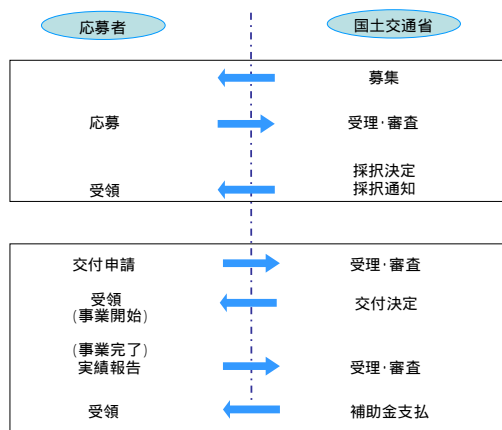 応募者 国土交通省
募集
応募 受理･審査
採択決定
受領 採択通知
交付申請 受理･審査
受領 交付決定
(事業開始)
(事業完了)
実績報告 受理･審査
受領 補助金支払